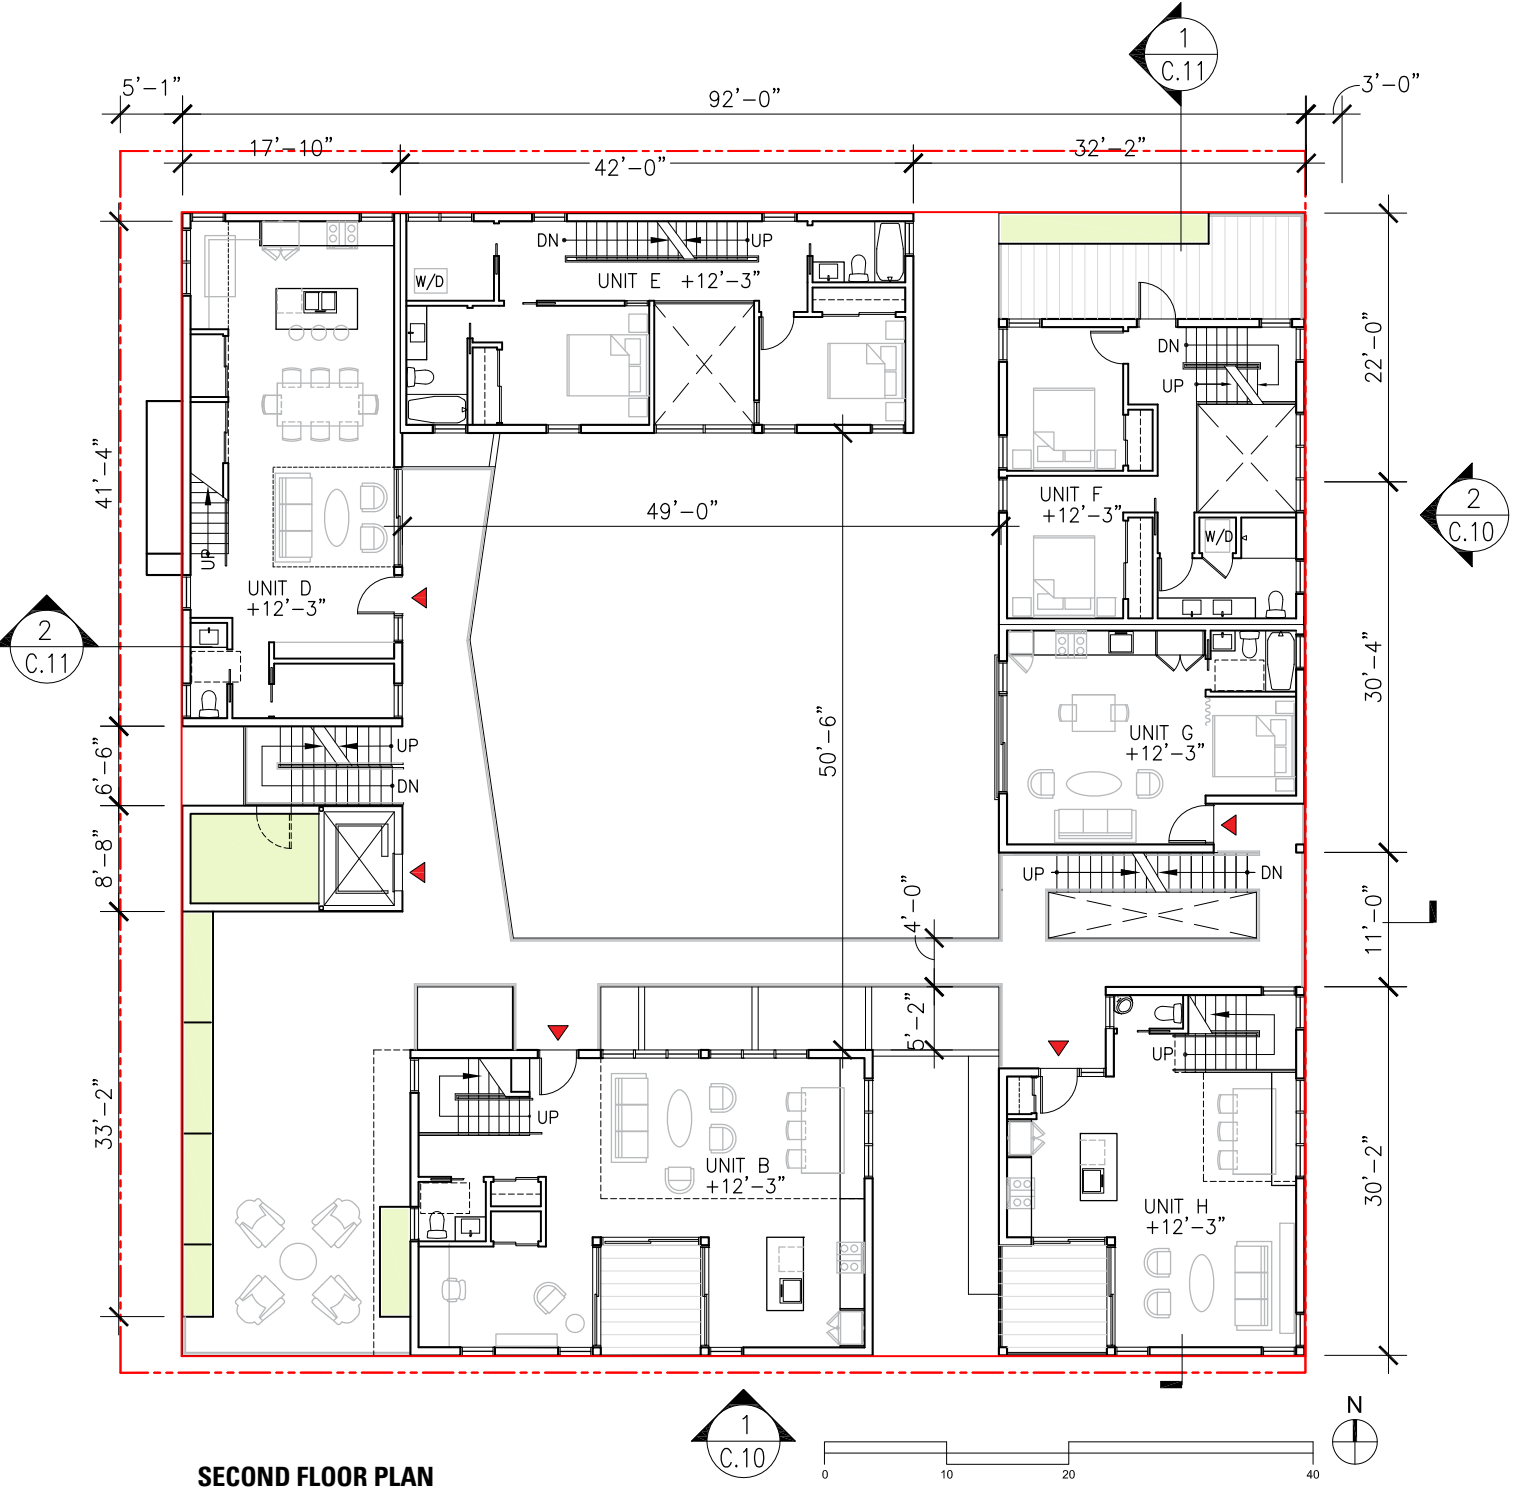 1
C.11
5'-1"
92'-0"
3'-0"
17'-10"
42'-0"
32'-2"
DN
UP
UNIT E +12'-3"
W/D
DN
UP
22'-0"
41'-4"
49'-0"
UNIT F
+12'-3"
W/D
2
C.10
UP
UNIT D
+12'-3"
2
C.11
30'-4"
UNIT G
+12'-3"
50'-6"
6'-6"
UP
DN
8'-8"
UP
DN
4'-0"
11'-0"
5'-2"
33'-2"
UP
UP
UNIT B
+12'-3"
30'-2"
UNIT H
+12'-3"
1
C.10
N
0
10
20
40
SECOND FLOOR PLAN